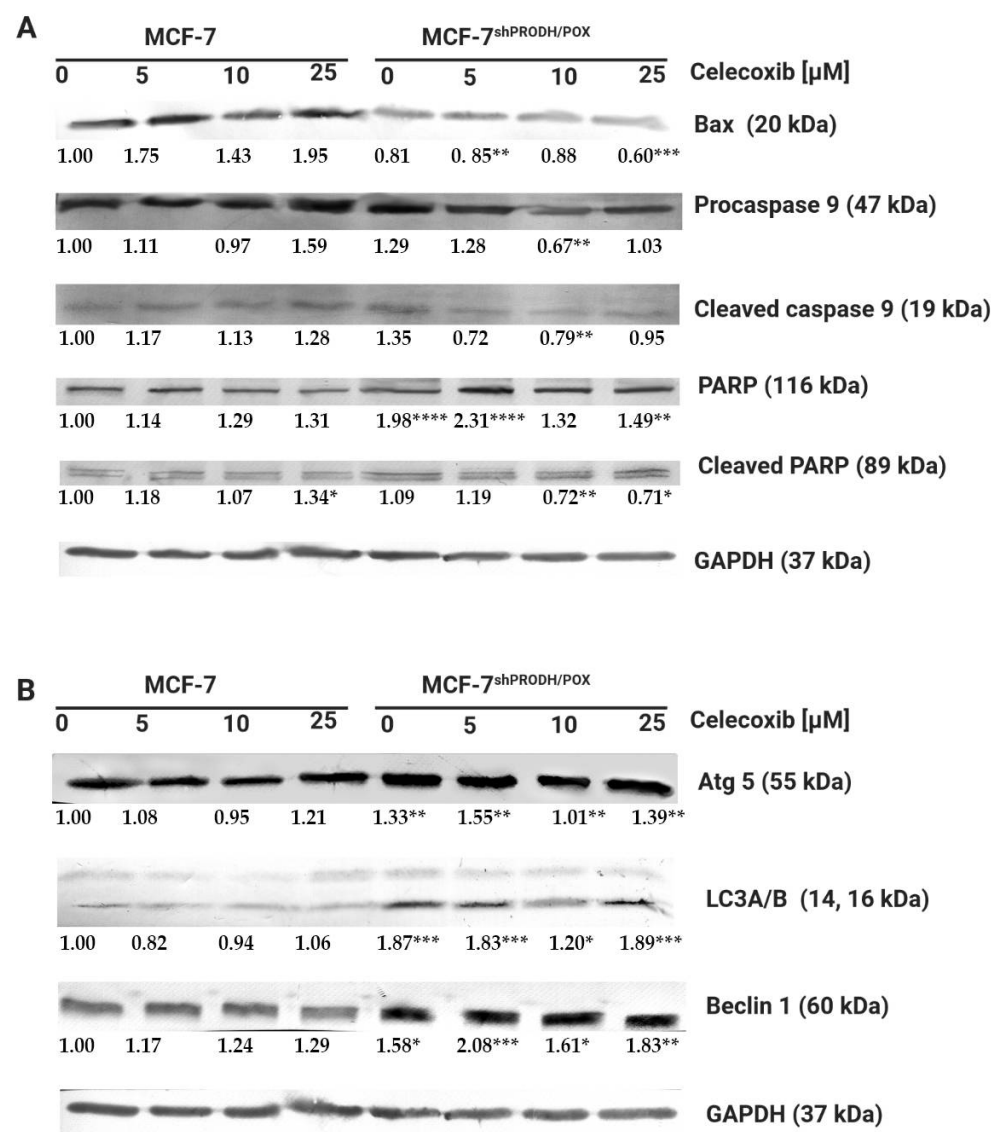 A
MCF-7 MCF-7shPRODH/POX
0 5 10 25 0 5 10 25 Celecoxib [µM]
Bax (20 kDa)
1.00 1.75 1.43 1.95 0.81 0. 85** 0.88 0.60***
Procaspase 9 (47 kDa)
1.00 1.11 0.97 1.59 1.29 1.28 0.67** 1.03
Cleaved caspase 9 (19 kDa)
1.00 1.17 1.13 1.28 1.35 0.72 0.79** 0.95
PARP (116 kDa)
1.00 1.14 1.29 1.31 1.98**** 2.31**** 1.32 1.49**
Cleaved PARP (89 kDa)
1.00 1.18 1.07 1.34* 1.09 1.19 0.72** 0.71*
GAPDH (37 kDa)
B
MCF-7 MCF-7shPRODH/POX
0 5 10 25 0 5 10 25 Celecoxib [µM]
Atg 5 (55 kDa)
1.00 1.08 0.95 1.21 1.33** 1.55** 1.01** 1.39**
LC3A/B (14, 16 kDa)
1.00 0.82 0.94 1.06 1.87*** 1.83*** 1.20* 1.89***
Beclin 1 (60 kDa)
1.00 1.17 1.24 1.29 1.58* 2.08*** 1.61* 1.83**
GAPDH (37 kDa)